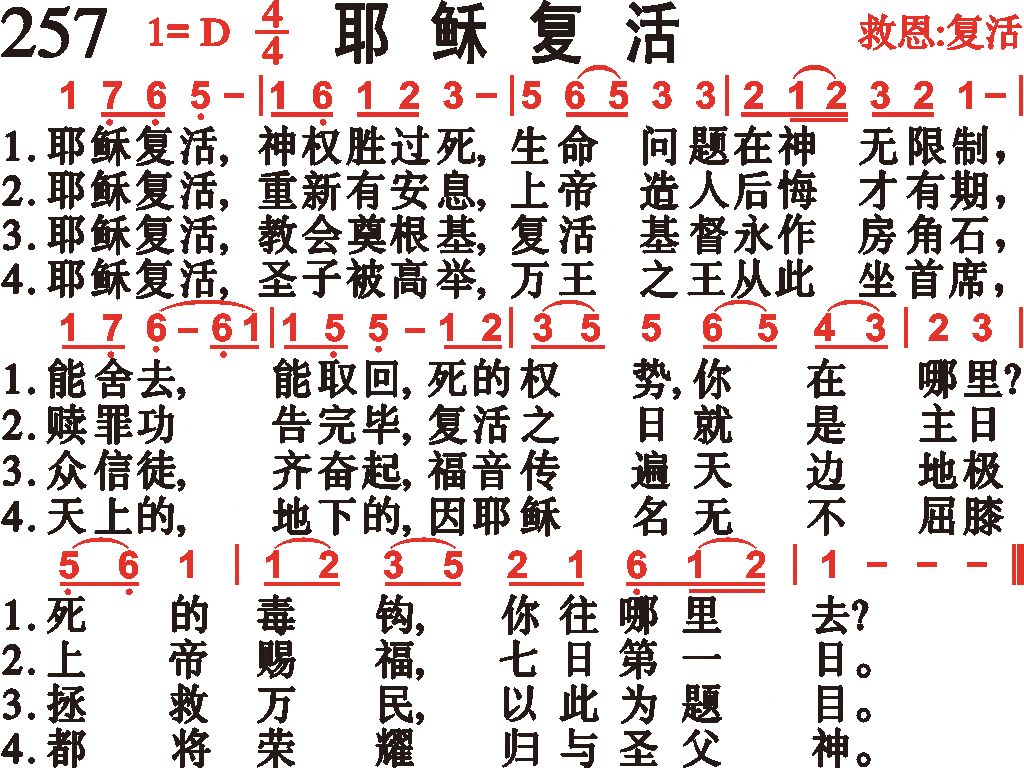 257 1= D 4/4 耶稣复活 救恩:复活
1 7 6 5 – | 1 6 1 2 3 – | 5 6 5 3 3 | 2 1 2 3 2 1 – |
1. 耶稣复活, 神权胜过死, 生命 问题在神 无限制,
2. 耶稣复活, 重新有安息, 上帝 造人后悔 才有期,
3. 耶稣复活, 教会奠根基, 复活 基督永作 房角石,
4. 耶稣复活, 圣子被高举, 万王 之王从此 坐首席,
1 7 6 – 6 1 | 1 5 5 – 1 2 | 3 5 5 6 5 4 3 | 2 3 |
1. 能舍去, 能取回, 死的权 势, 你 在 哪里?
2. 赎罪功 告完毕, 复活之 日就 是 主日
3. 众信徒, 齐奋起, 福音传 遍天 边 地极
4. 天上的, 地下的, 因耶稣 名无 不 屈膝
5 6 1 | 1 2 3 5 2 1 6 1 2 | 1 – – – ‖
1. 死 的 毒 钩, 你往哪里 去?
2. 上 帝 赐 福, 七日第一 日。
3. 拯 救 万 民, 以此为题 目。
4. 都 将 荣 耀 归与圣父 神。